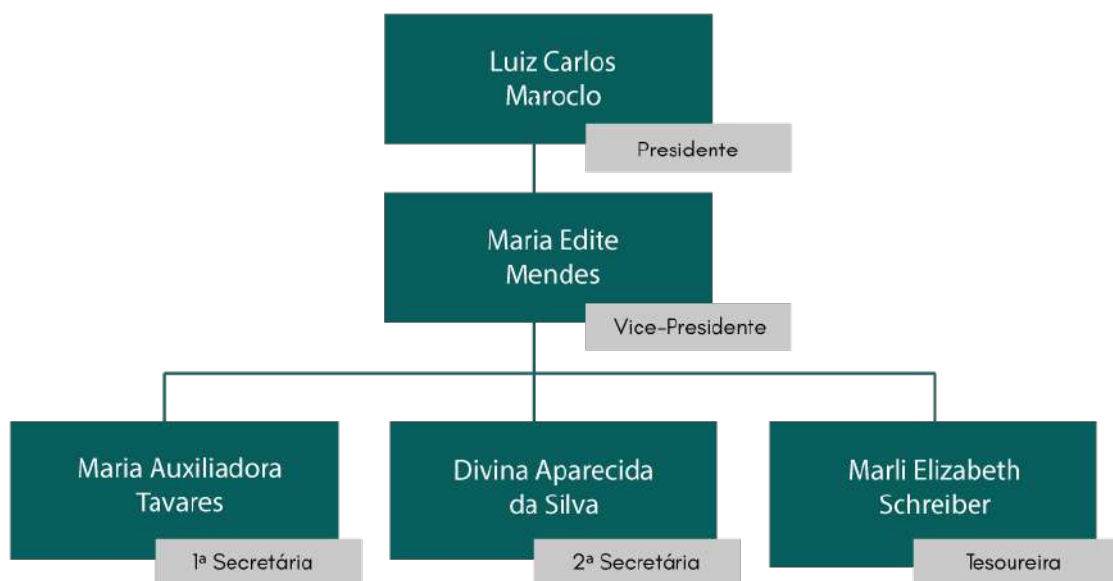 Luiz Carlos
Maroclo
Presidente
Maria Edite
Mendes
Vice-Presidente
Maria Auxiliadora
Tavares
1ª Secretária
Divina Aparecida
da Silva
2ª Secretária
Marli Elizabeth
Schreiber
Tesoureira